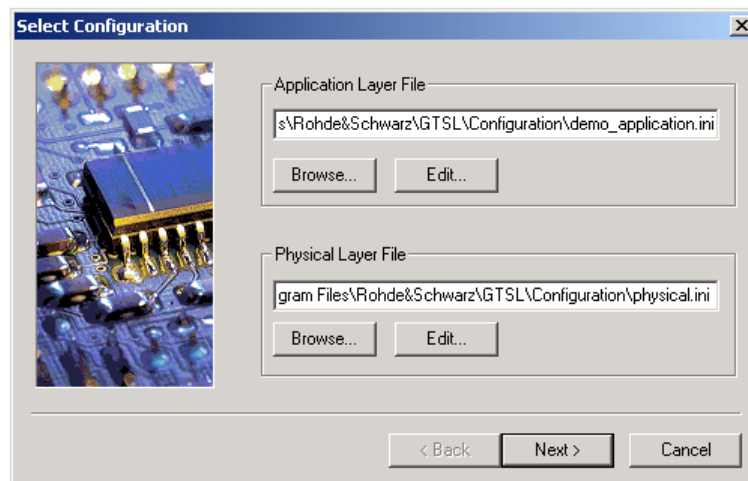 Select Configuration
Application Layer File
s\Rohde&Schwarz\GTSL\Configuration\demo_application.ini
Browse... Edit...
Physical Layer File
gram Files\Rohde&Schwarz\GTSL\Configuration\physical.ini
Browse... Edit...
< Back Next > Cancel